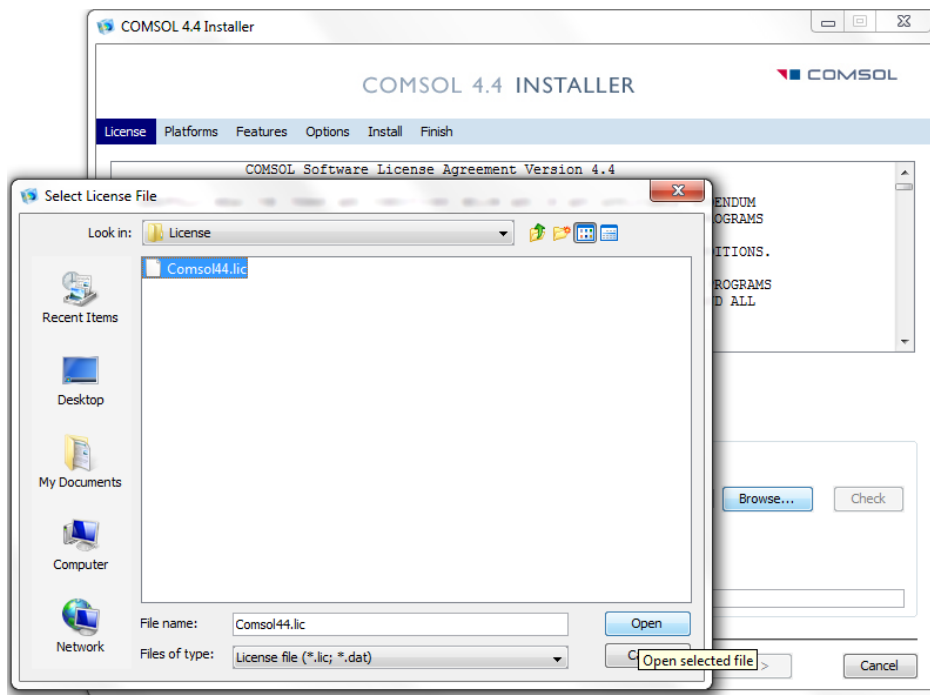 COMSOL 4.4 Installer
COMSOL 4.4 INSTALLER
COMSOL
License Platforms Features Options Install Finish
COMSOL Software License Agreement Version 4.4
ENDUM
OGRAMS
ITIONS.
ROGRAMS
D ALL
Select License File
Look in: License
Comsol44.lic
Recent Items
Desktop
My Documents
Computer
Network
File name: Comsol44.lic
Open
Files of type: License file (*.lic; *.dat)
Open selected file
Browse...
Check
>
Cancel